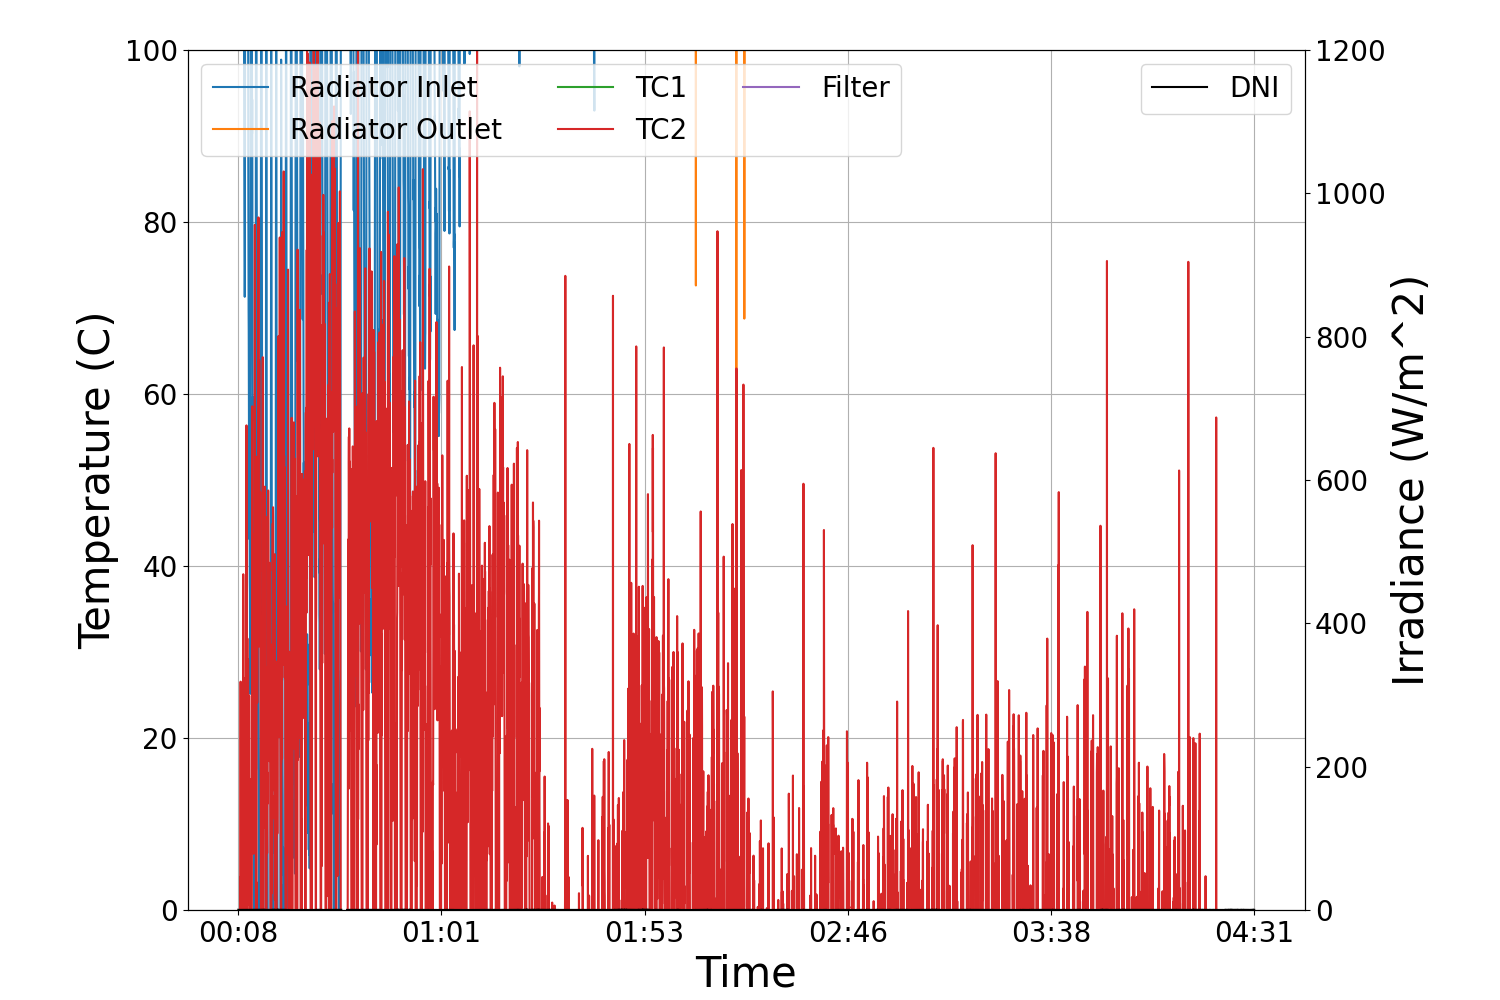 100
80
60
40
20
0
Temperature (C)
Radiator Inlet
Radiator Outlet
TC1
TC2
Filter
DNI
1200
1000
800
600
400
200
0
Irradiance (W/m^2)
00:08 01:01 01:53 02:46 03:38 04:31
Time